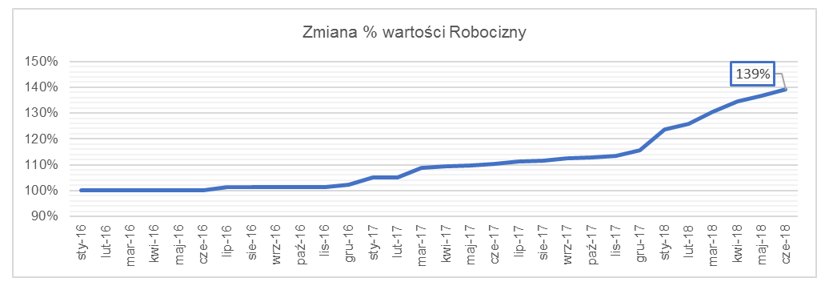 Zmiana % wartości Robocizny
150%
140%
130%
120%
110%
100%
90%
139%
sty-16
lut-16
mar-16
kwi-16
maj-16
cze-16
lip-16
sie-16
wrz-16
paź-16
lis-16
gru-16
sty-17
lut-17
mar-17
kwi-17
maj-17
cze-17
lip-17
sie-17
wrz-17
paź-17
lis-17
gru-17
sty-18
lut-18
mar-18
kwi-18
maj-18
cze-18